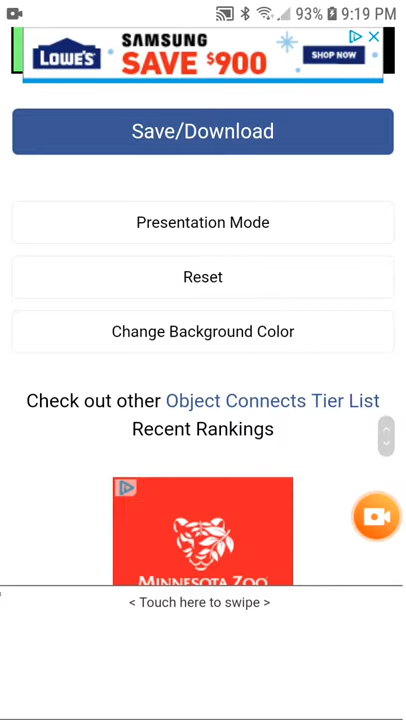 93% 9:19 PM
LOWE'S
SAMSUNG
SAVE $900
SHOP NOW
Save/Download
Presentation Mode
Reset
Change Background Color
Check out other Object Connects Tier List
Recent Rankings
MINNESOTA ZOO
< Touch here to swipe >